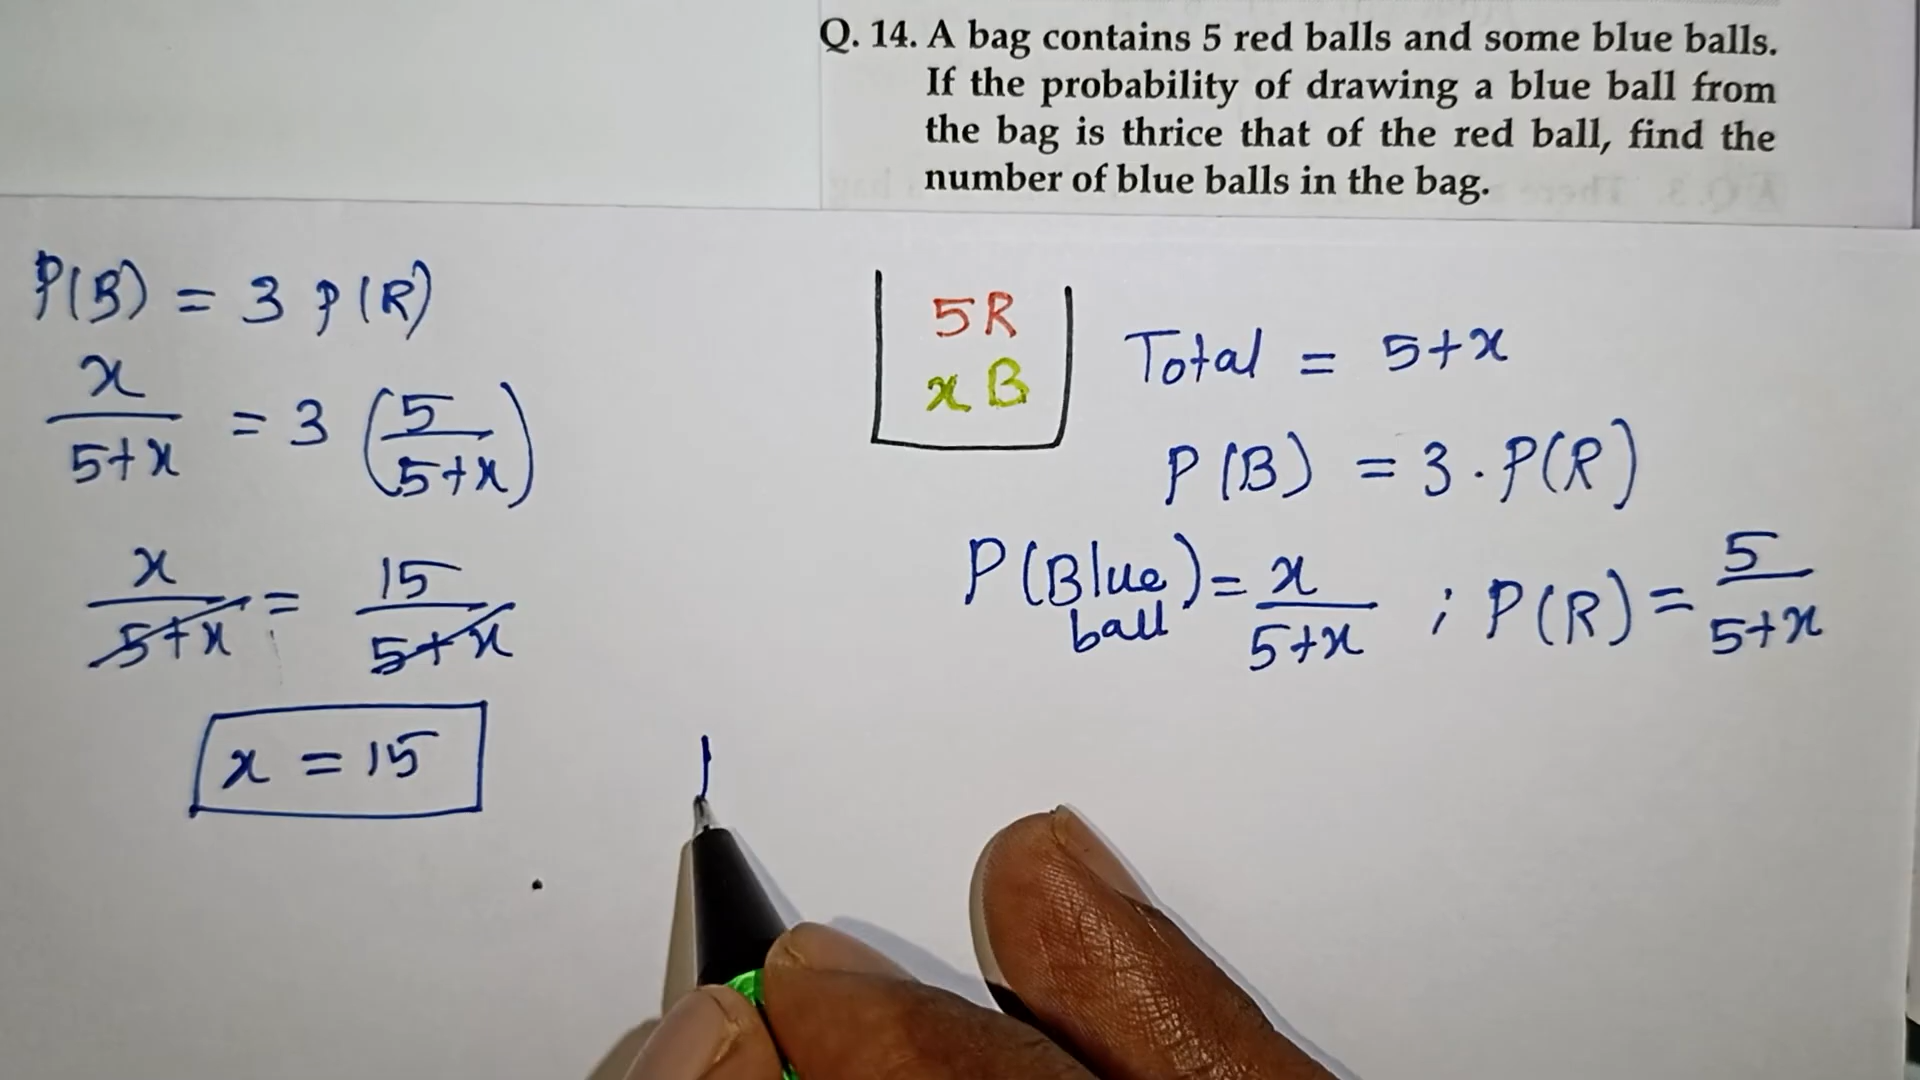 Q. 14. A bag contains 5 red balls and some blue balls.
If the probability of drawing a blue ball from
the bag is thrice that of the red ball, find the
number of blue balls in the bag.
P(B) = 3 P(R)
x/5+x = 3 (5/5+x)
x/5+x = 15/5+x
x = 15
5R
x B
Total = 5+x
P(B) = 3 . P(R)
P(Blue ball) = x/5+x ; P(R) = 5/5+x